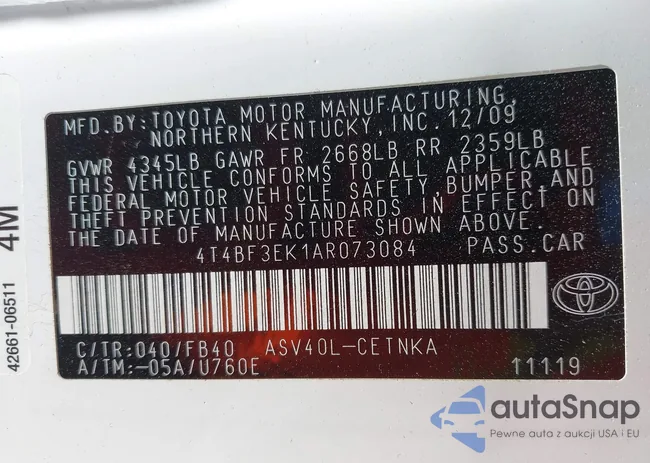 MFD.BY:TOYOTA MOTOR MANUFACTURING,
NORTHERN KENTUCKY,INC.12/09
GVWR 4345LB GAWR FR 2668LB RR 2359LB
THIS VEHICLE CONFORMS TO ALL APPLICABLE
FEDERAL MOTOR VEHICLE SAFETY,BUMPER,AND
THEFT PREVENTION STANDARDS IN EFFECT ON
THE DATE OF MANUFACTURE SHOWN ABOVE.
4T4BF3EK1AR073084 PASS.CAR
C/TR:040/FB40 ASV40L-CETNKA
A/TM:-05A/U760E 11119
42661-06511 4M
autaSnap
Pewne auta z aukcji USA i EU